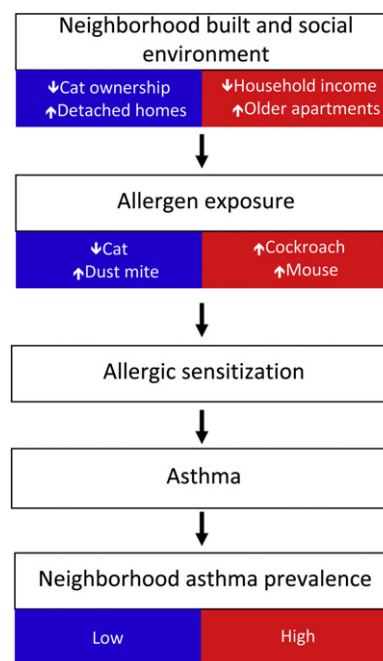 Neighborhood built and social
environment
↓Cat ownership
↑Detached homes
↓Household income
↑Older apartments
Allergen exposure
↓Cat
↑Dust mite
↑Cockroach
↑Mouse
Allergic sensitization
Asthma
Neighborhood asthma prevalence
Low
High